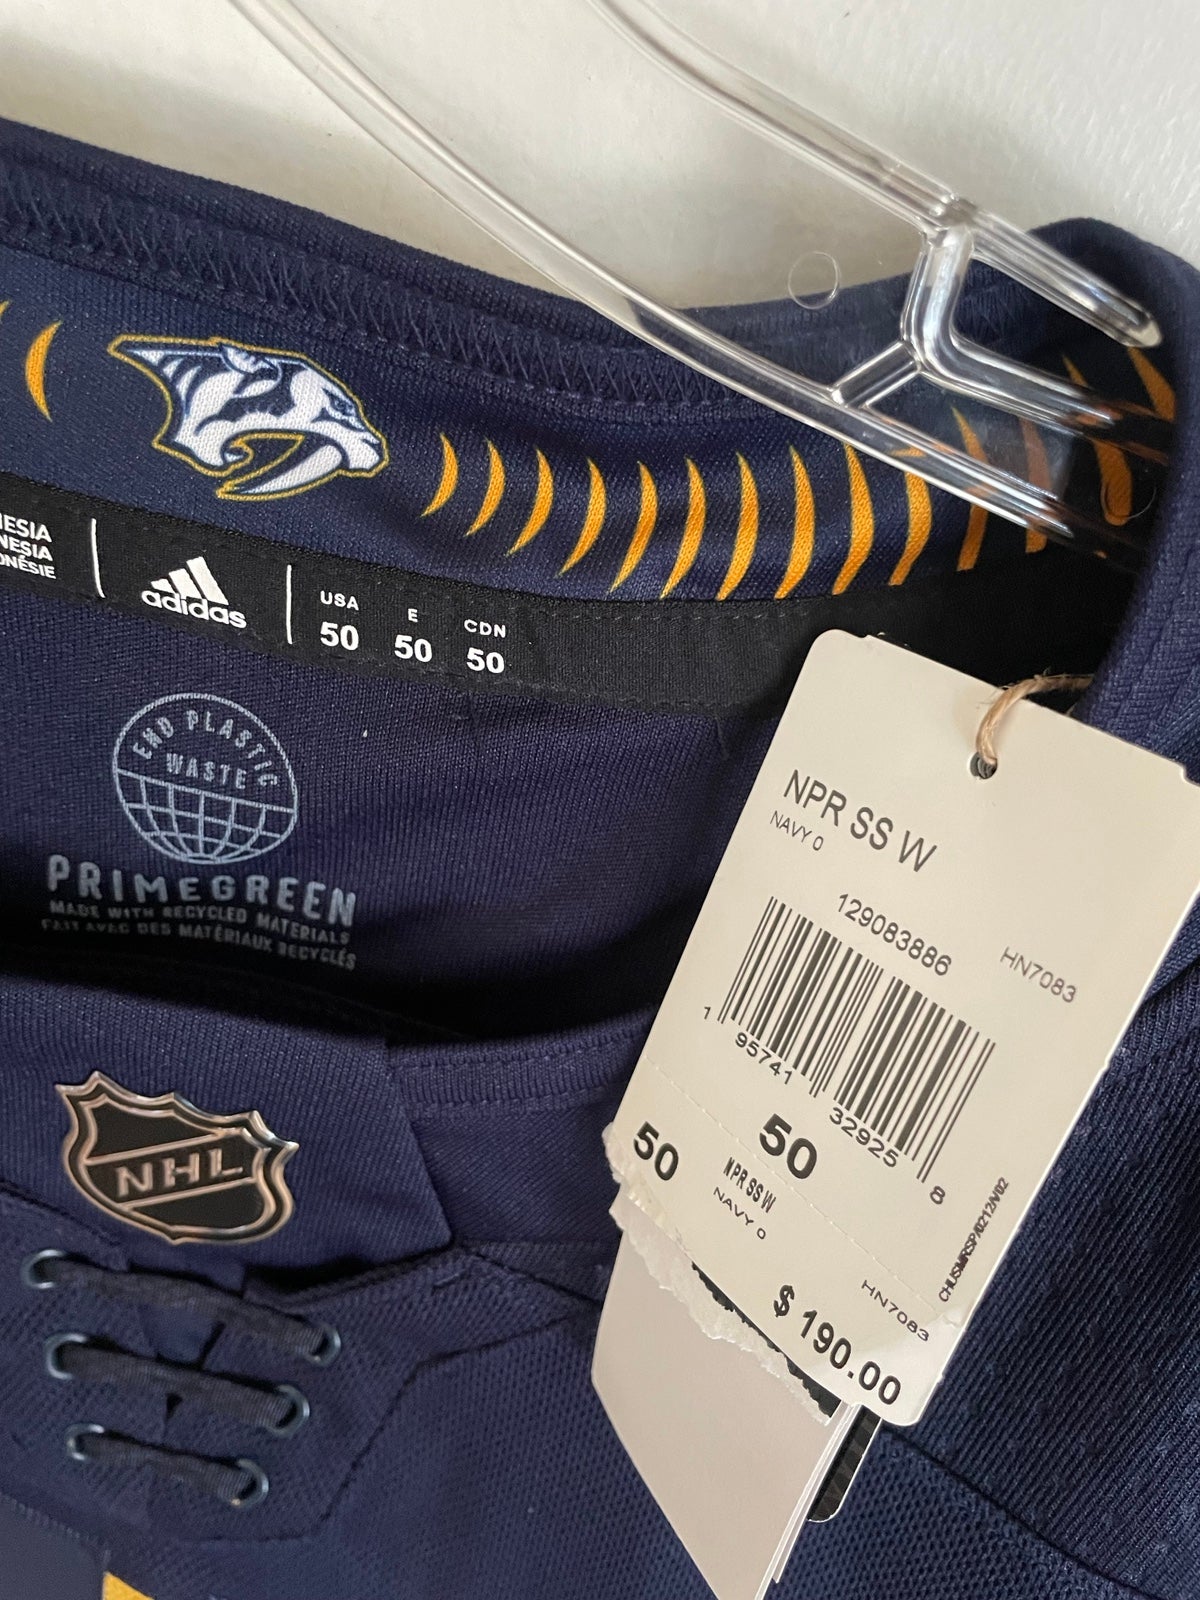 NESIA
NESIA
ONÉSIE
adidas
USA
50
E
50
CDN
50
END PLASTIC
WASTE
PRIMEGREEN
MADE WITH RECYCLED MATERIALS
FAIT AVEC DES MATÉRIAUX RECYCLÉS
NHL
NPR SS W
NAVY 0
129083886
HN7083
1 95741 32925 8
50
50
NPR SS W
NAVY 0
HN7083
$ 190.00